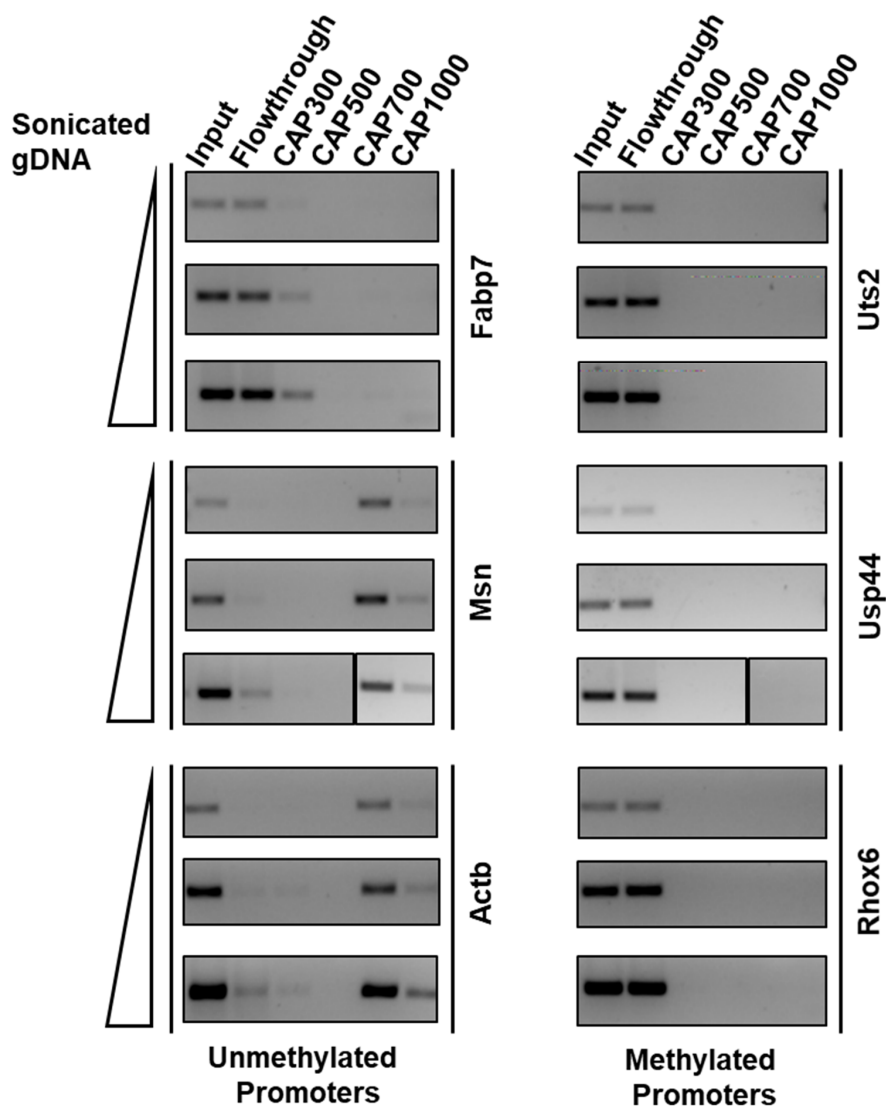 Sonicated
gDNA
Input
Flowthrough
CAP300
CAP500
CAP700
CAP1000
Input
Flowthrough
CAP300
CAP500
CAP700
CAP1000
Fabp7
Uts2
Msn
Usp44
Actb
Rhox6
Unmethylated
Promoters
Methylated
Promoters